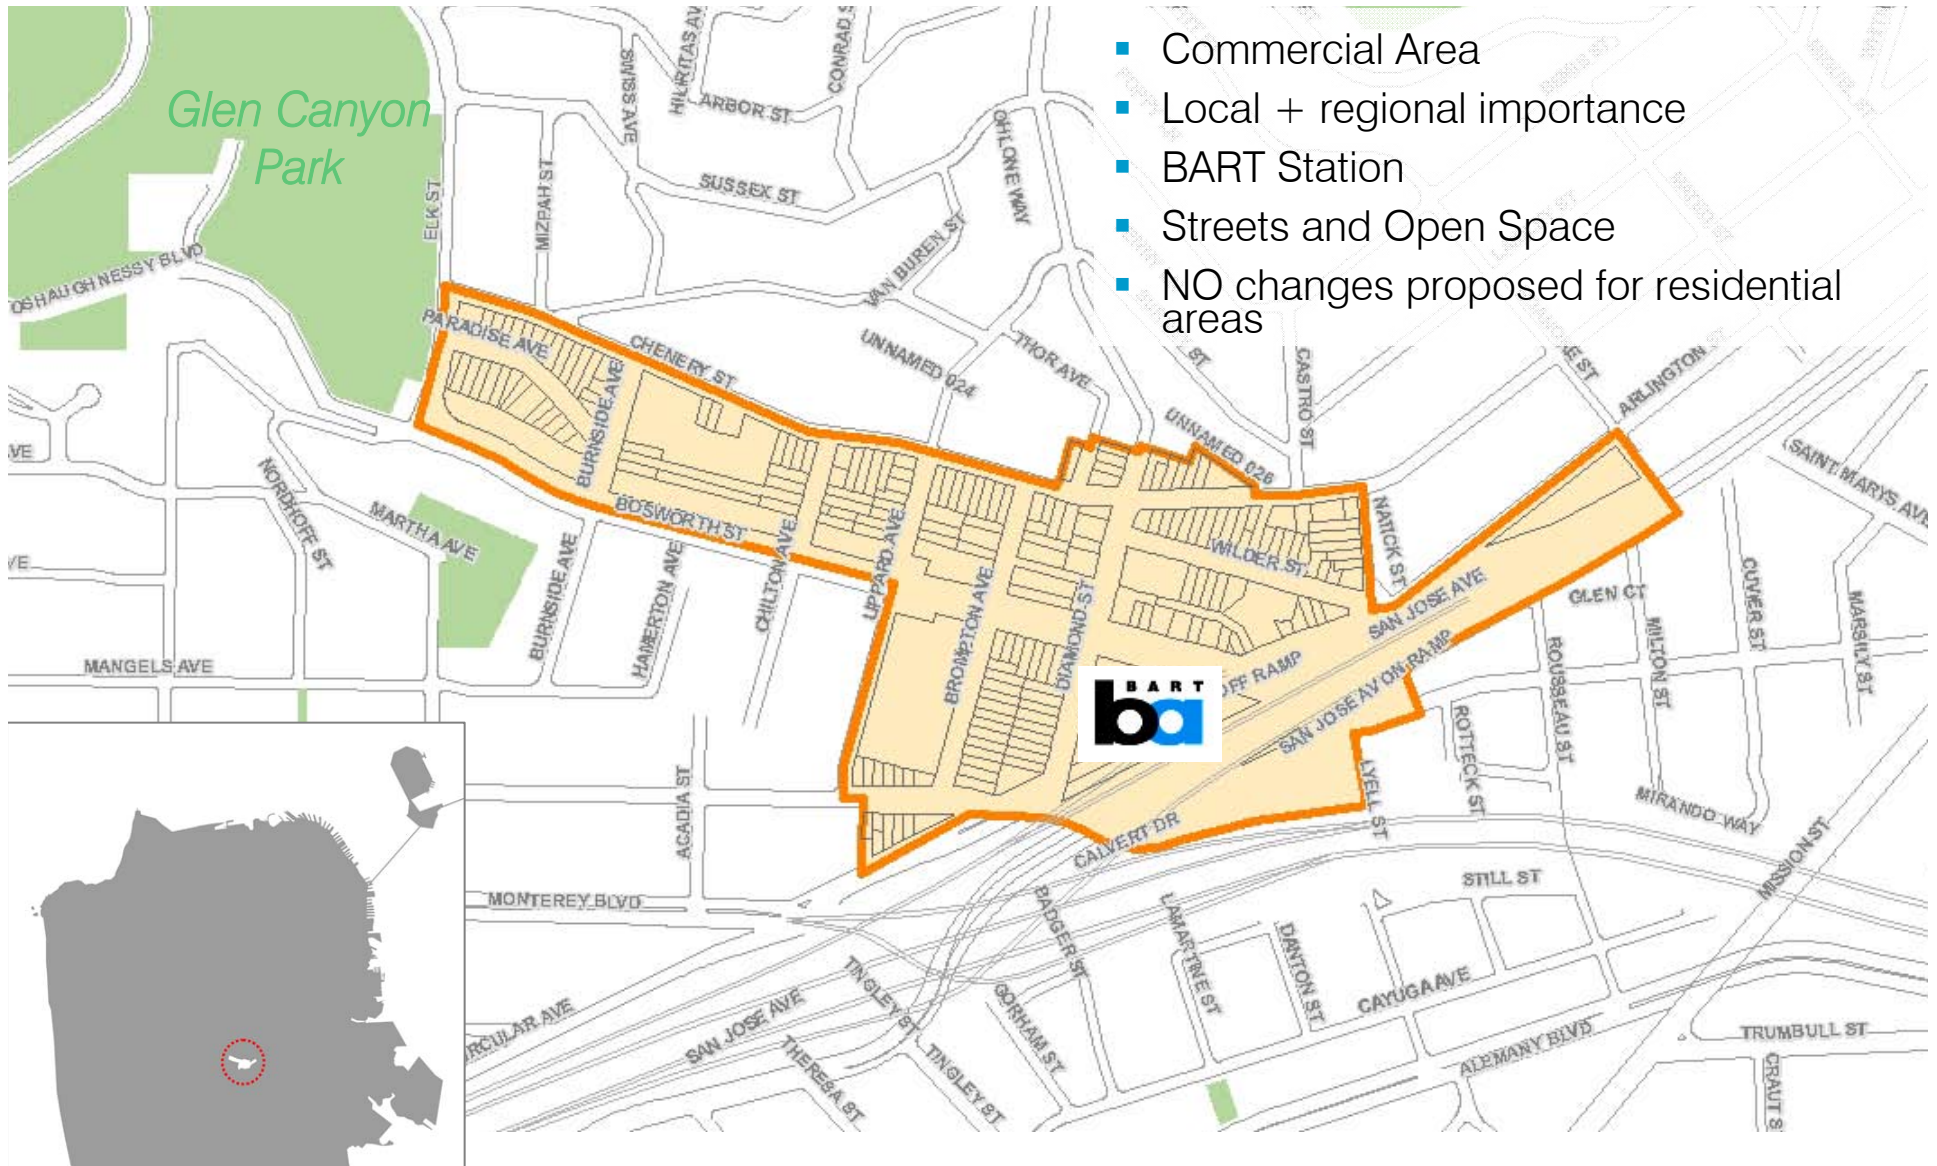 Commercial Area
Local + regional importance
BART Station
Streets and Open Space
NO changes proposed for residential
areas
Glen Canyon
Park
SWISS AVE
ARBOR ST
SUSSEX ST
MIZPAH ST
ELK ST
OHLONE WAY
VAN BUREN ST
OSHAUGHNESSY BLVD
PARADISE AVE
CHENERY ST
UNNAMED 024
THOR AVE
CASTRO ST
UNNAMED 026
SAINT MARYS AVE
BURNSIDE AVE
NORDHOFF ST
MARTHA AVE
BOSWORTH ST
CHILTON AVE
LIPPARD AVE
BROMPTON AVE
DIAMOND ST
WILDER ST
NATICK ST
SAN JOSE AVE
ARLINGTON ST
GLEN CT
CUVIER ST
MARSILY ST
MILTON ST
ROUSSEAU ST
BURNSIDE AVE
HAMERTON AVE
MANGELS AVE
BART
ba
OFF RAMP
SAN JOSE AV ON RAMP
ROTTECK ST
LYELL ST
MIRANDO WAY
MISSION ST
ACADIA ST
CALVERT DR
MONTEREY BLVD
STILL ST
BADGER ST
LAMARTINE ST
DANTON ST
CAYUGA AVE
TINGLEY ST
GORHAM ST
RCULAR AVE
SAN JOSE AVE
THERESA ST
TINGLEY ST
ALEMANY BLVD
TRUMBULL ST
CRAUT S